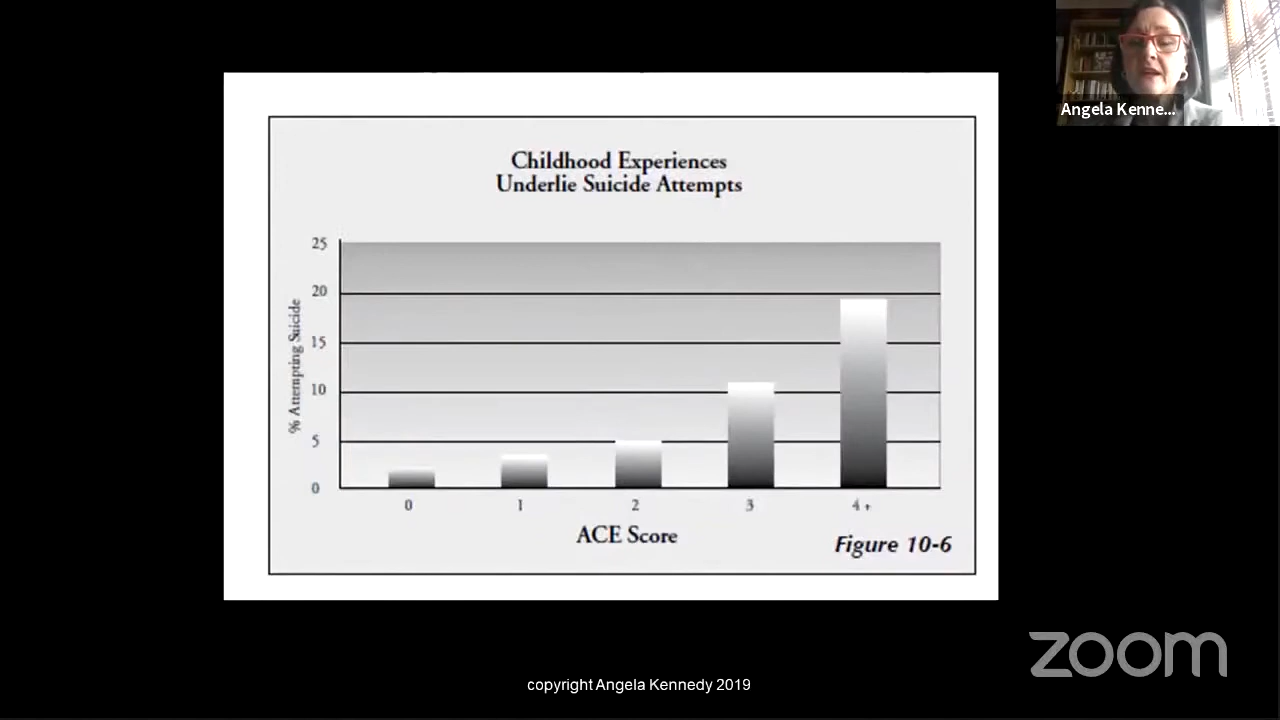 Angela Kenne...
Childhood Experiences
Underlie Suicide Attempts
% Attempting Suicide
25
20
15
10
5
0
0 1 2 3 4+
ACE Score
Figure 10-6
zoom
copyright Angela Kennedy 2019